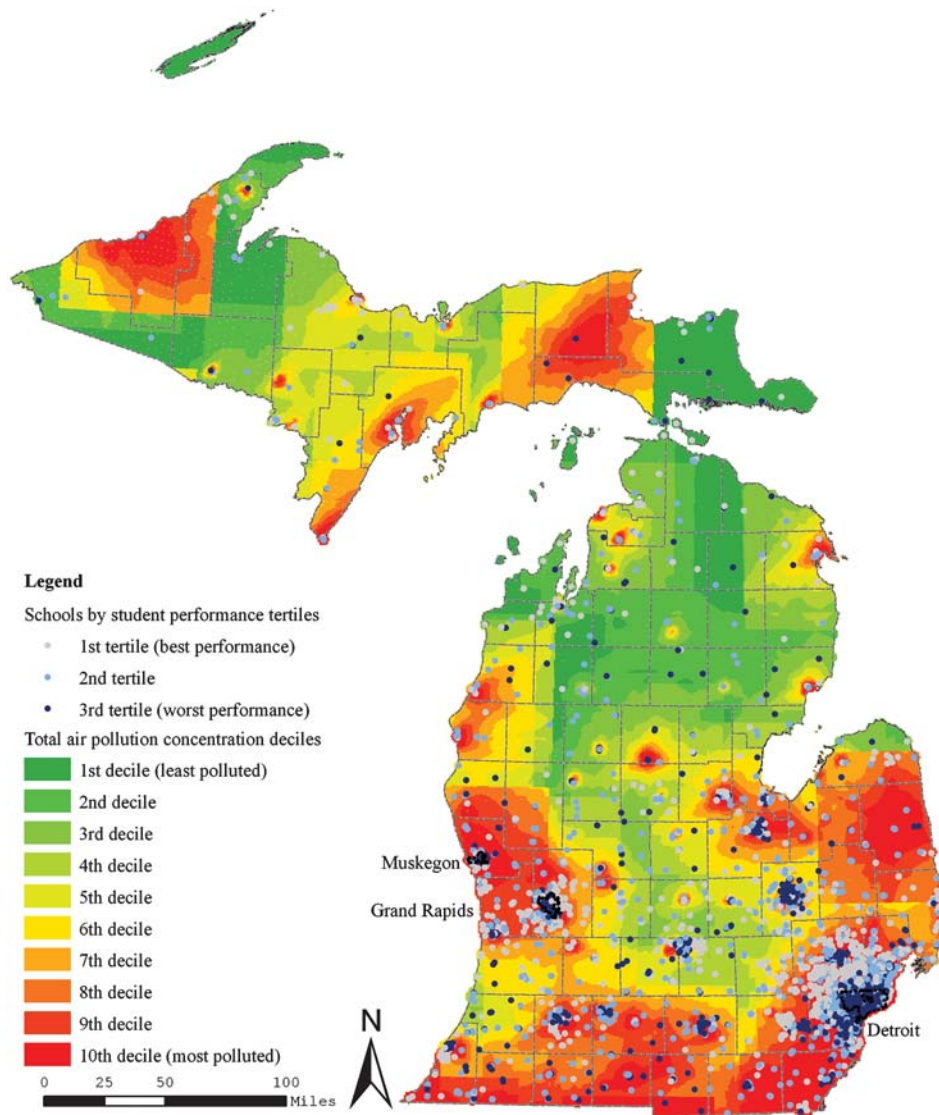 Legend
Schools by student performance tertiles
1st tertile (best performance)
2nd tertile
3rd tertile (worst performance)
Total air pollution concentration deciles
1st decile (least polluted)
2nd decile
3rd decile
4th decile
5th decile
6th decile
7th decile
8th decile
9th decile
10th decile (most polluted)
0 25 50 100
Miles
N
Muskegon
Grand Rapids
Detroit